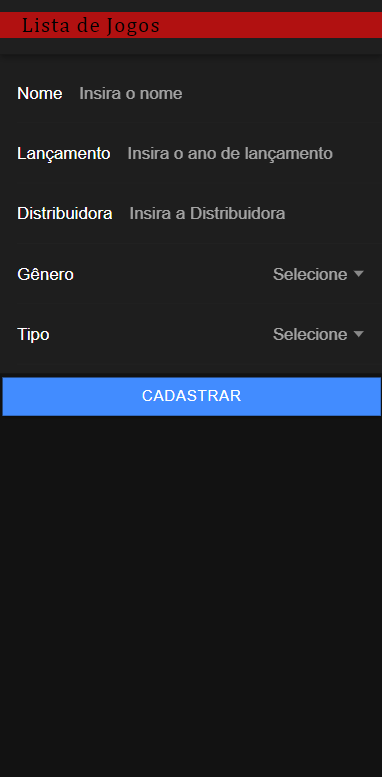 Lista de Jogos
Nome Insira o nome
Lançamento Insira o ano de lançamento
Distribuidora Insira a Distribuidora
Gênero Selecione
Tipo Selecione
CADASTRAR